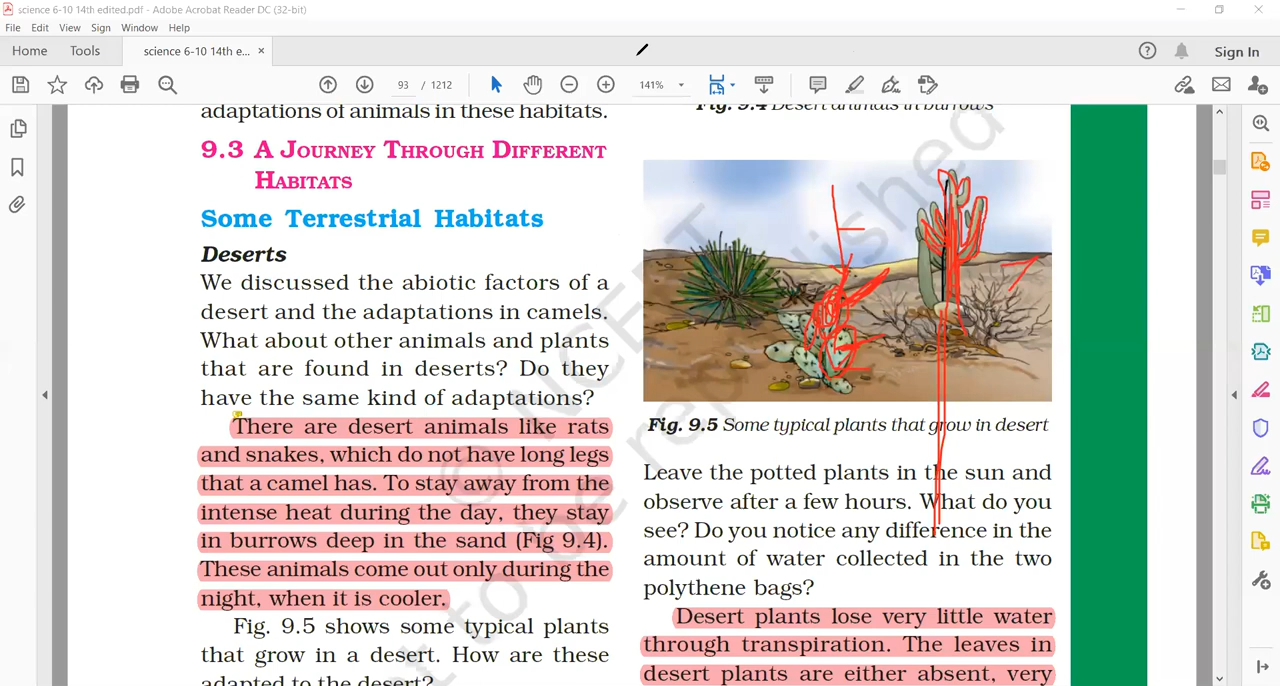 science 6-10 14th edited.pdf - Adobe Acrobat Reader DC (32-bit)
File Edit View Sign Window Help
Home Tools science 6-10 14th e... × Sign In
93 / 1212 141%
adaptations of animals in these habitats.
9.3 A JOURNEY THROUGH DIFFERENT
HABITATS
Some Terrestrial Habitats
Deserts
We discussed the abiotic factors of a
desert and the adaptations in camels.
What about other animals and plants
that are found in deserts? Do they
have the same kind of adaptations?
There are desert animals like rats
and snakes, which do not have long legs
that a camel has. To stay away from the
intense heat during the day, they stay
in burrows deep in the sand (Fig 9.4).
These animals come out only during the
night, when it is cooler.
Fig. 9.5 shows some typical plants
that grow in a desert. How are these
adapted to the desert?
Fig. 9.4 Desert animals in burrows
Fig. 9.5 Some typical plants that grow in desert
Leave the potted plants in the sun and
observe after a few hours. What do you
see? Do you notice any difference in the
amount of water collected in the two
polythene bags?
Desert plants lose very little water
through transpiration. The leaves in
desert plants are either absent, very
© NCERT
not to be republished